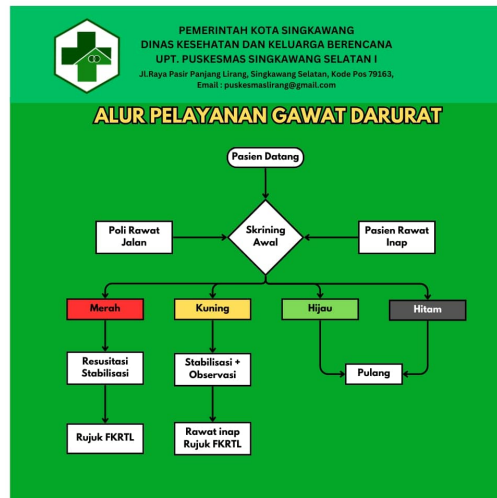 PEMERINTAH KOTA SINGKAWANG
DINAS KESEHATAN DAN KELUARGA BERENCANA
UPT. PUSKESMAS SINGKAWANG SELATAN I
Jl.Raya Pasir Panjang Lirang, Singkawang Selatan, Kode Pos 79163,
Email : puskesmaslirang@gmail.com
ALUR PELAYANAN GAWAT DARURAT
Pasien Datang
Poli Rawat
Jalan
Skrining
Awal
Pasien Rawat
Inap
Merah
Kuning
Hijau
Hitam
Resusitasi
Stabilisasi
Stabilisasi +
Observasi
Pulang
Rujuk FKRTL
Rawat inap
Rujuk FKRTL